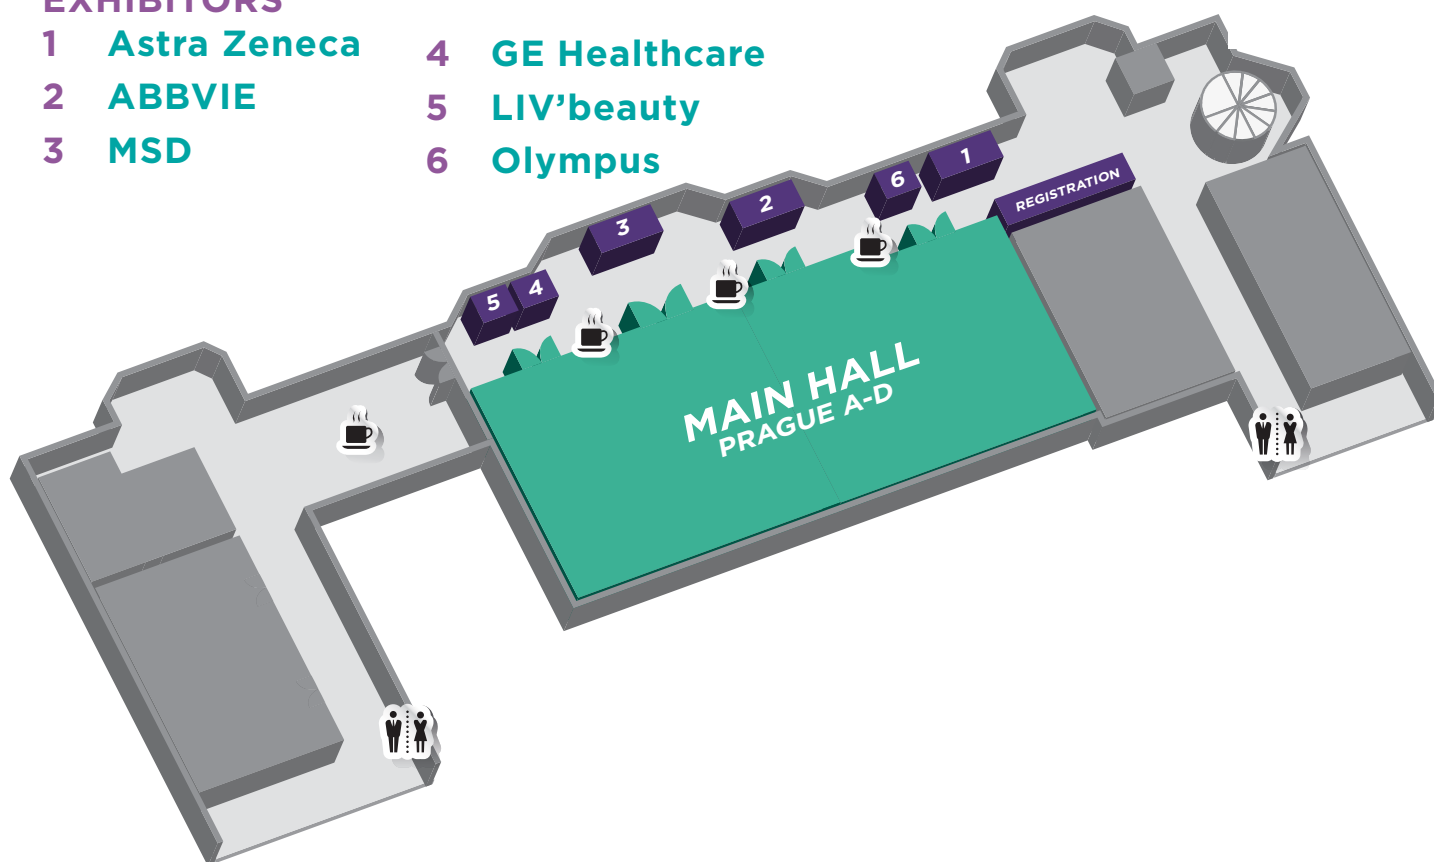 EXHIBITORS
1 Astra Zeneca
2 ABBVIE
3 MSD
4 GE Healthcare
5 LIV’beauty
6 Olympus
1
6
REGISTRATION
2
3
4
5
MAIN HALL
PRAGUE A-D